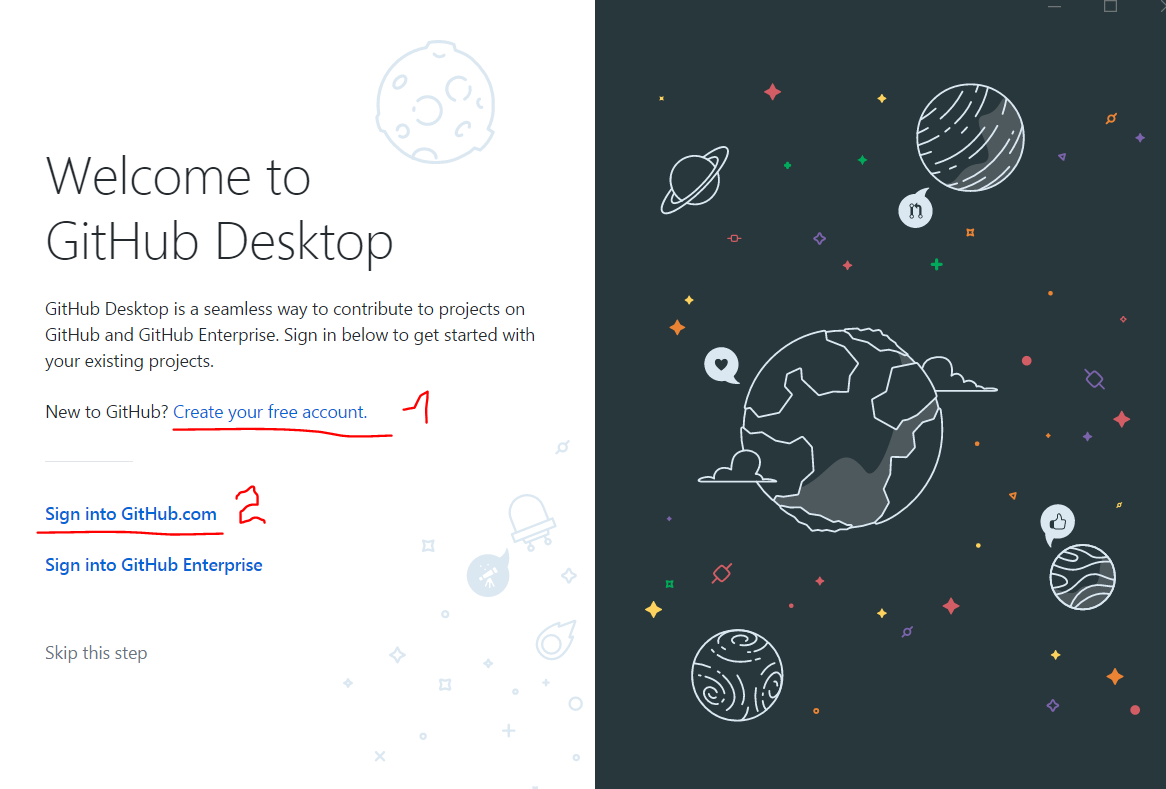 Welcome to
GitHub Desktop
GitHub Desktop is a seamless way to contribute to projects on
GitHub and GitHub Enterprise. Sign in below to get started with
your existing projects.
New to GitHub? Create your free account. 1
Sign into GitHub.com 2
Sign into GitHub Enterprise
Skip this step